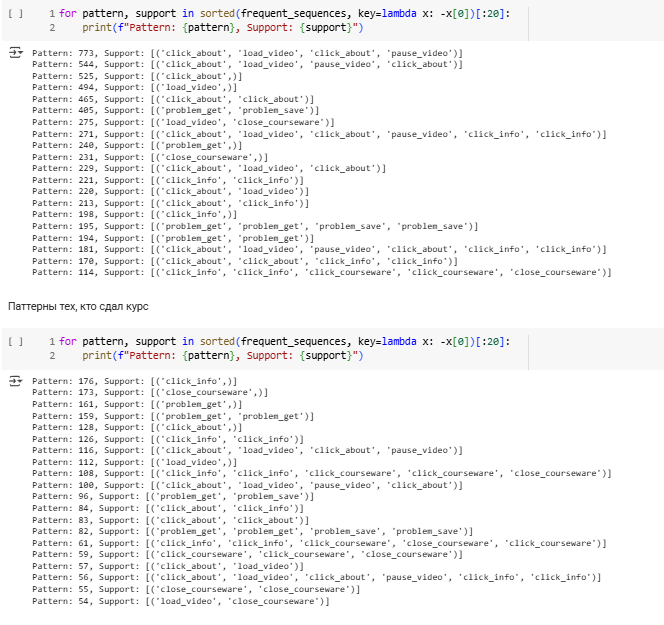 [ ] 1 for pattern, support in sorted(frequent_sequences, key=lambda x: -x[0])[:20]:
2 print(f"Pattern: {pattern}, Support: {support}")
Pattern: 773, Support: [('click_about', 'load_video', 'click_about', 'pause_video')]
Pattern: 544, Support: [('click_about', 'load_video', 'pause_video', 'click_about')]
Pattern: 525, Support: [('click_about',)]
Pattern: 494, Support: [('load_video',)]
Pattern: 465, Support: [('click_about', 'click_about')]
Pattern: 405, Support: [('problem_get', 'problem_save')]
Pattern: 275, Support: [('load_video', 'close_courseware')]
Pattern: 271, Support: [('click_about', 'load_video', 'click_about', 'pause_video', 'click_info', 'click_info')]
Pattern: 240, Support: [('problem_get',)]
Pattern: 231, Support: [('close_courseware',)]
Pattern: 229, Support: [('click_about', 'load_video', 'click_about')]
Pattern: 221, Support: [('click_info', 'click_info')]
Pattern: 220, Support: [('click_about', 'load_video')]
Pattern: 213, Support: [('click_about', 'click_info')]
Pattern: 198, Support: [('click_info',)]
Pattern: 195, Support: [('problem_get', 'problem_get', 'problem_save', 'problem_save')]
Pattern: 194, Support: [('problem_get', 'problem_get')]
Pattern: 181, Support: [('click_about', 'load_video', 'pause_video', 'click_about', 'click_info', 'click_info')]
Pattern: 170, Support: [('click_about', 'click_info', 'click_info')]
Pattern: 114, Support: [('click_info', 'click_info', 'click_courseware', 'click_courseware', 'close_courseware')]
Паттерны тех, кто сдал курс
[ ] 1 for pattern, support in sorted(frequent_sequences, key=lambda x: -x[0])[:20]:
2 print(f"Pattern: {pattern}, Support: {support}")
Pattern: 176, Support: [('click_info',)]
Pattern: 173, Support: [('close_courseware',)]
Pattern: 161, Support: [('problem_get',)]
Pattern: 159, Support: [('problem_get', 'problem_get')]
Pattern: 128, Support: [('click_about',)]
Pattern: 126, Support: [('click_info', 'click_info')]
Pattern: 116, Support: [('click_about', 'load_video', 'click_about', 'pause_video')]
Pattern: 112, Support: [('load_video',)]
Pattern: 108, Support: [('click_info', 'click_info', 'click_courseware', 'click_courseware', 'close_courseware')]
Pattern: 100, Support: [('click_about', 'load_video', 'pause_video', 'click_about')]
Pattern: 96, Support: [('problem_get', 'problem_save')]
Pattern: 84, Support: [('click_about', 'click_info')]
Pattern: 83, Support: [('click_about', 'click_about')]
Pattern: 82, Support: [('problem_get', 'problem_get', 'problem_save', 'problem_save')]
Pattern: 61, Support: [('click_info', 'click_info', 'click_courseware', 'close_courseware', 'click_courseware')]
Pattern: 59, Support: [('click_courseware', 'click_courseware', 'close_courseware')]
Pattern: 57, Support: [('click_about', 'load_video')]
Pattern: 56, Support: [('click_about', 'load_video', 'click_about', 'pause_video', 'click_info', 'click_info')]
Pattern: 55, Support: [('close_courseware', 'close_courseware')]
Pattern: 54, Support: [('load_video', 'close_courseware')]